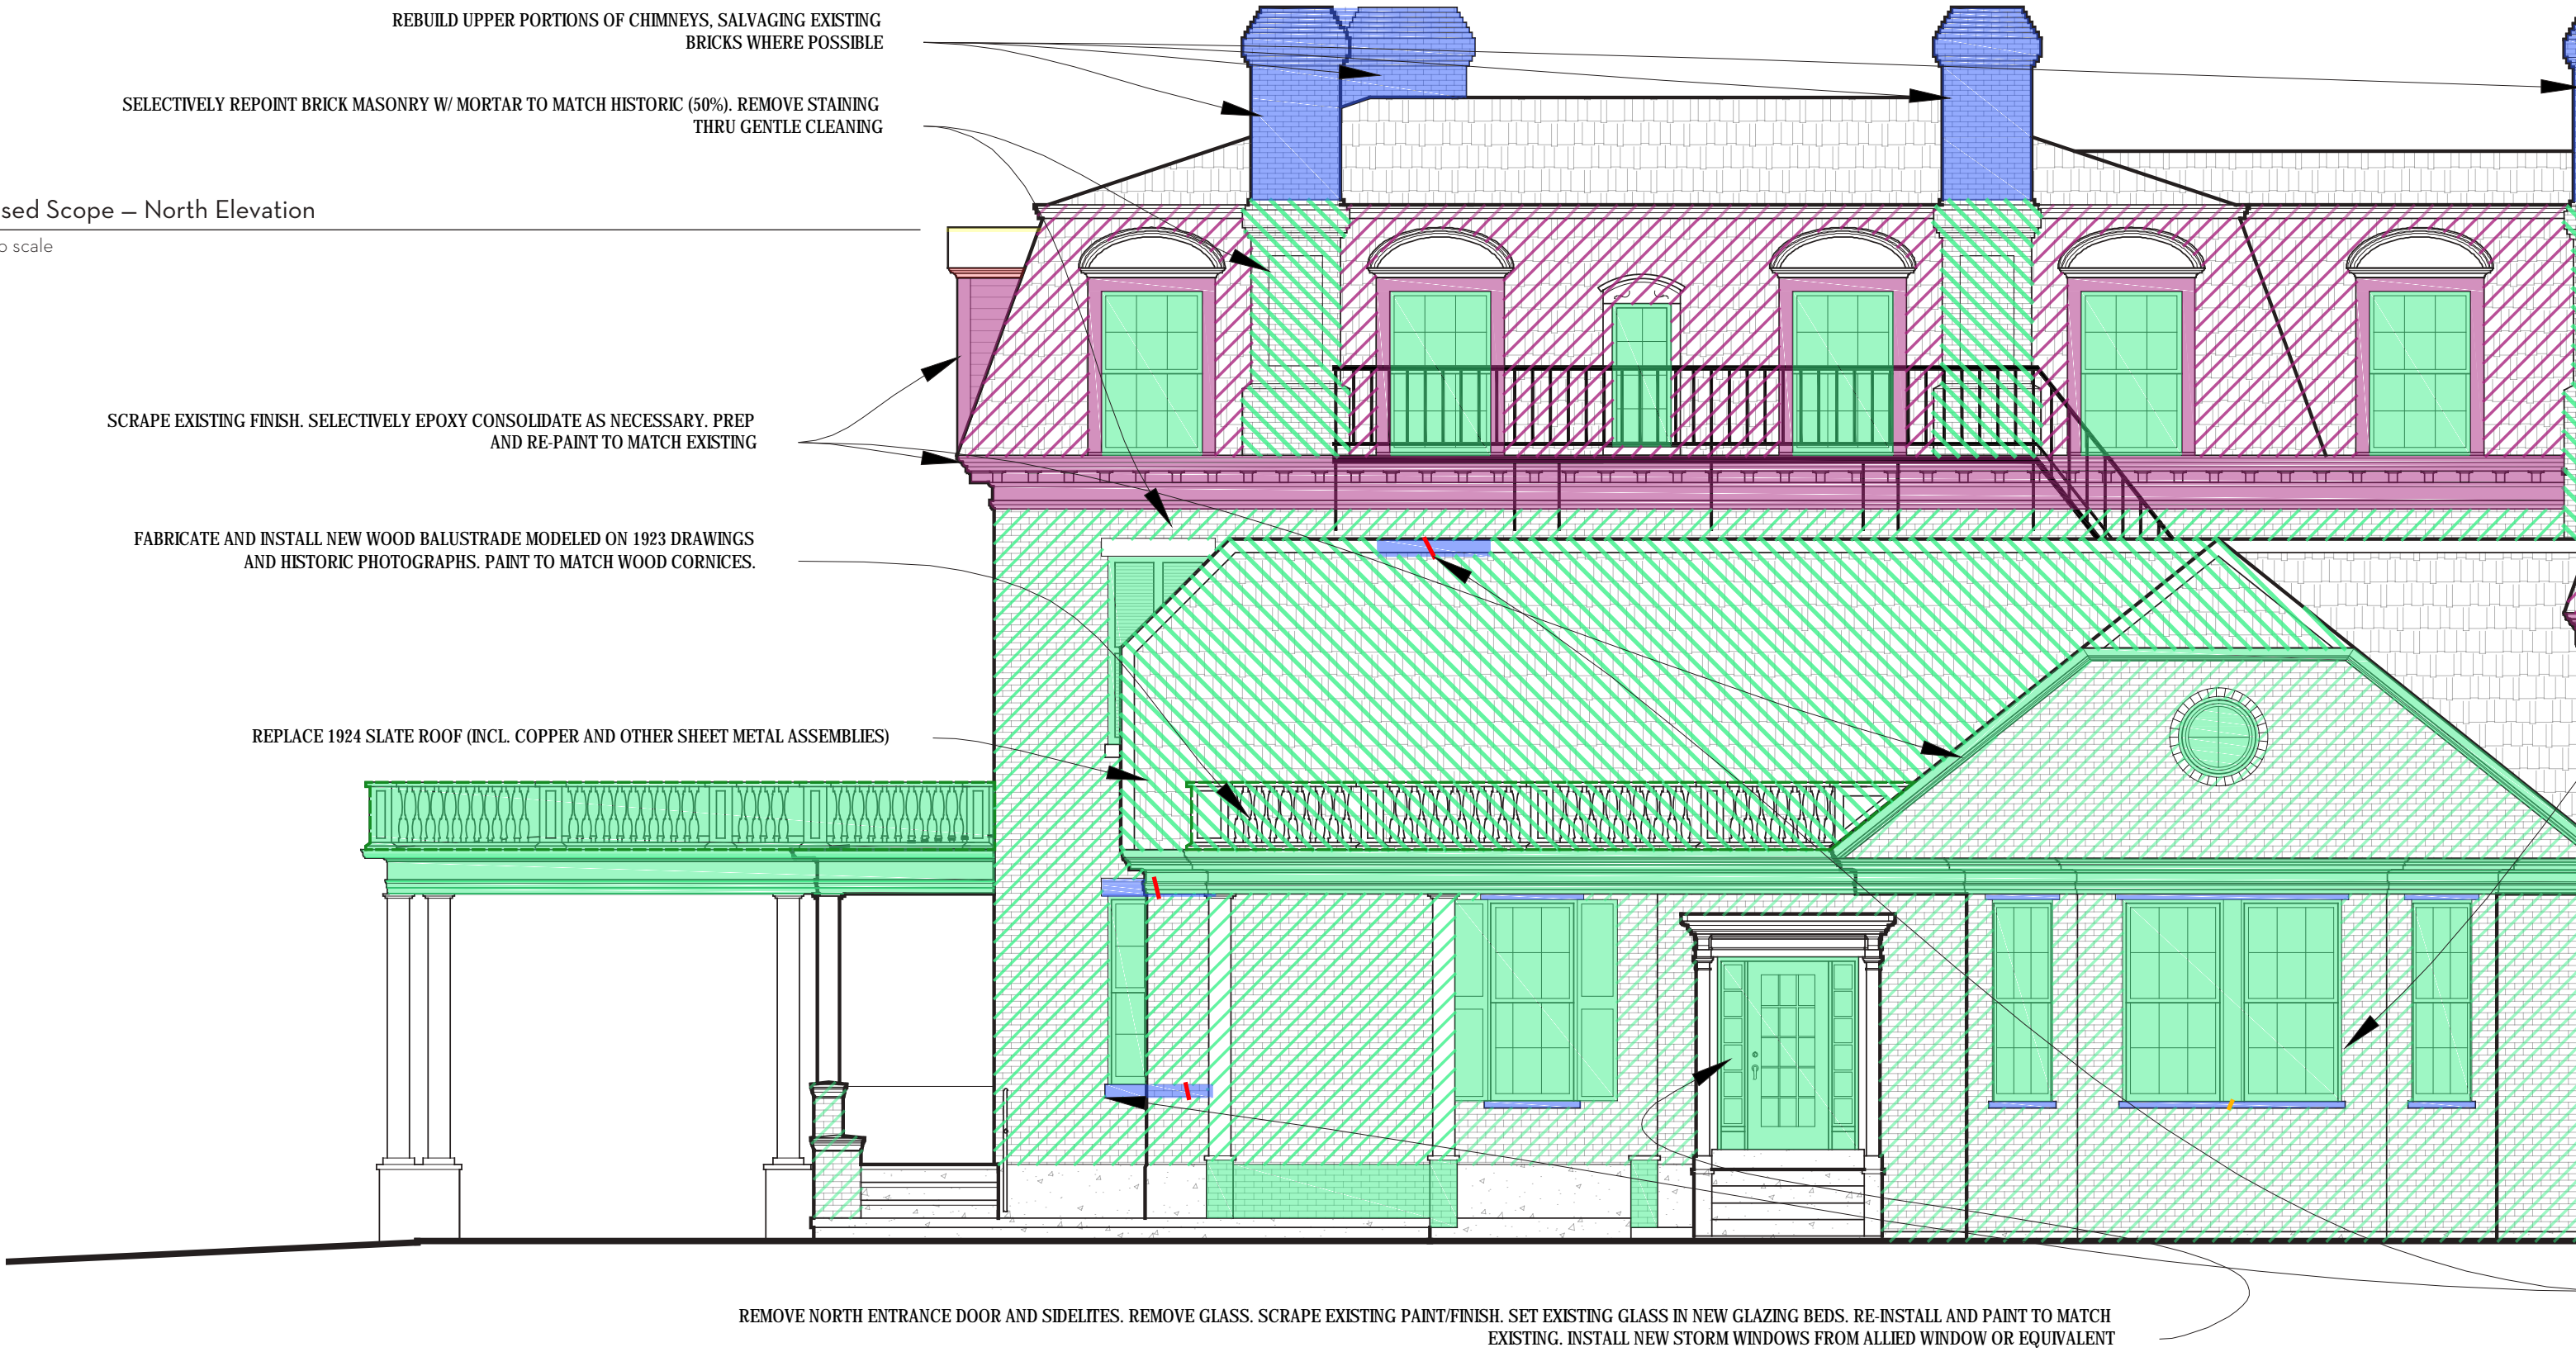 REBUILD UPPER PORTIONS OF CHIMNEYS, SALVAGING EXISTING
BRICKS WHERE POSSIBLE
SELECTIVELY REPOINT BRICK MASONRY W/ MORTAR TO MATCH HISTORIC (50%). REMOVE STAINING
THRU GENTLE CLEANING
sed Scope — North Elevation
o scale
SCRAPE EXISTING FINISH. SELECTIVELY EPOXY CONSOLIDATE AS NECESSARY. PREP
AND RE-PAINT TO MATCH EXISTING
FABRICATE AND INSTALL NEW WOOD BALUSTRADE MODELED ON 1923 DRAWINGS
AND HISTORIC PHOTOGRAPHS. PAINT TO MATCH WOOD CORNICES.
REPLACE 1924 SLATE ROOF (INCL. COPPER AND OTHER SHEET METAL ASSEMBLIES)
REMOVE NORTH ENTRANCE DOOR AND SIDELITES. REMOVE GLASS. SCRAPE EXISTING PAINT/FINISH. SET EXISTING GLASS IN NEW GLAZING BEDS. RE-INSTALL AND PAINT TO MATCH
EXISTING. INSTALL NEW STORM WINDOWS FROM ALLIED WINDOW OR EQUIVALENT